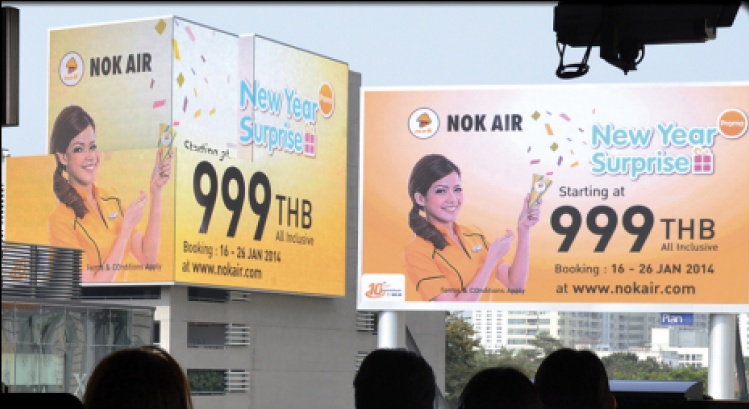 NOK AIR
New Year
Surprise
Promo
Starting at
999 THB
All Inclusive
Booking : 16 - 26 JAN 2014
at www.nokair.com
Terms & COnditions Apply
NOK AIR
New Year
Surprise
Promo
Starting at
999 THB
All Inclusive
Booking : 16 - 26 JAN 2014
at www.nokair.com
Terms & COnditions Apply
10